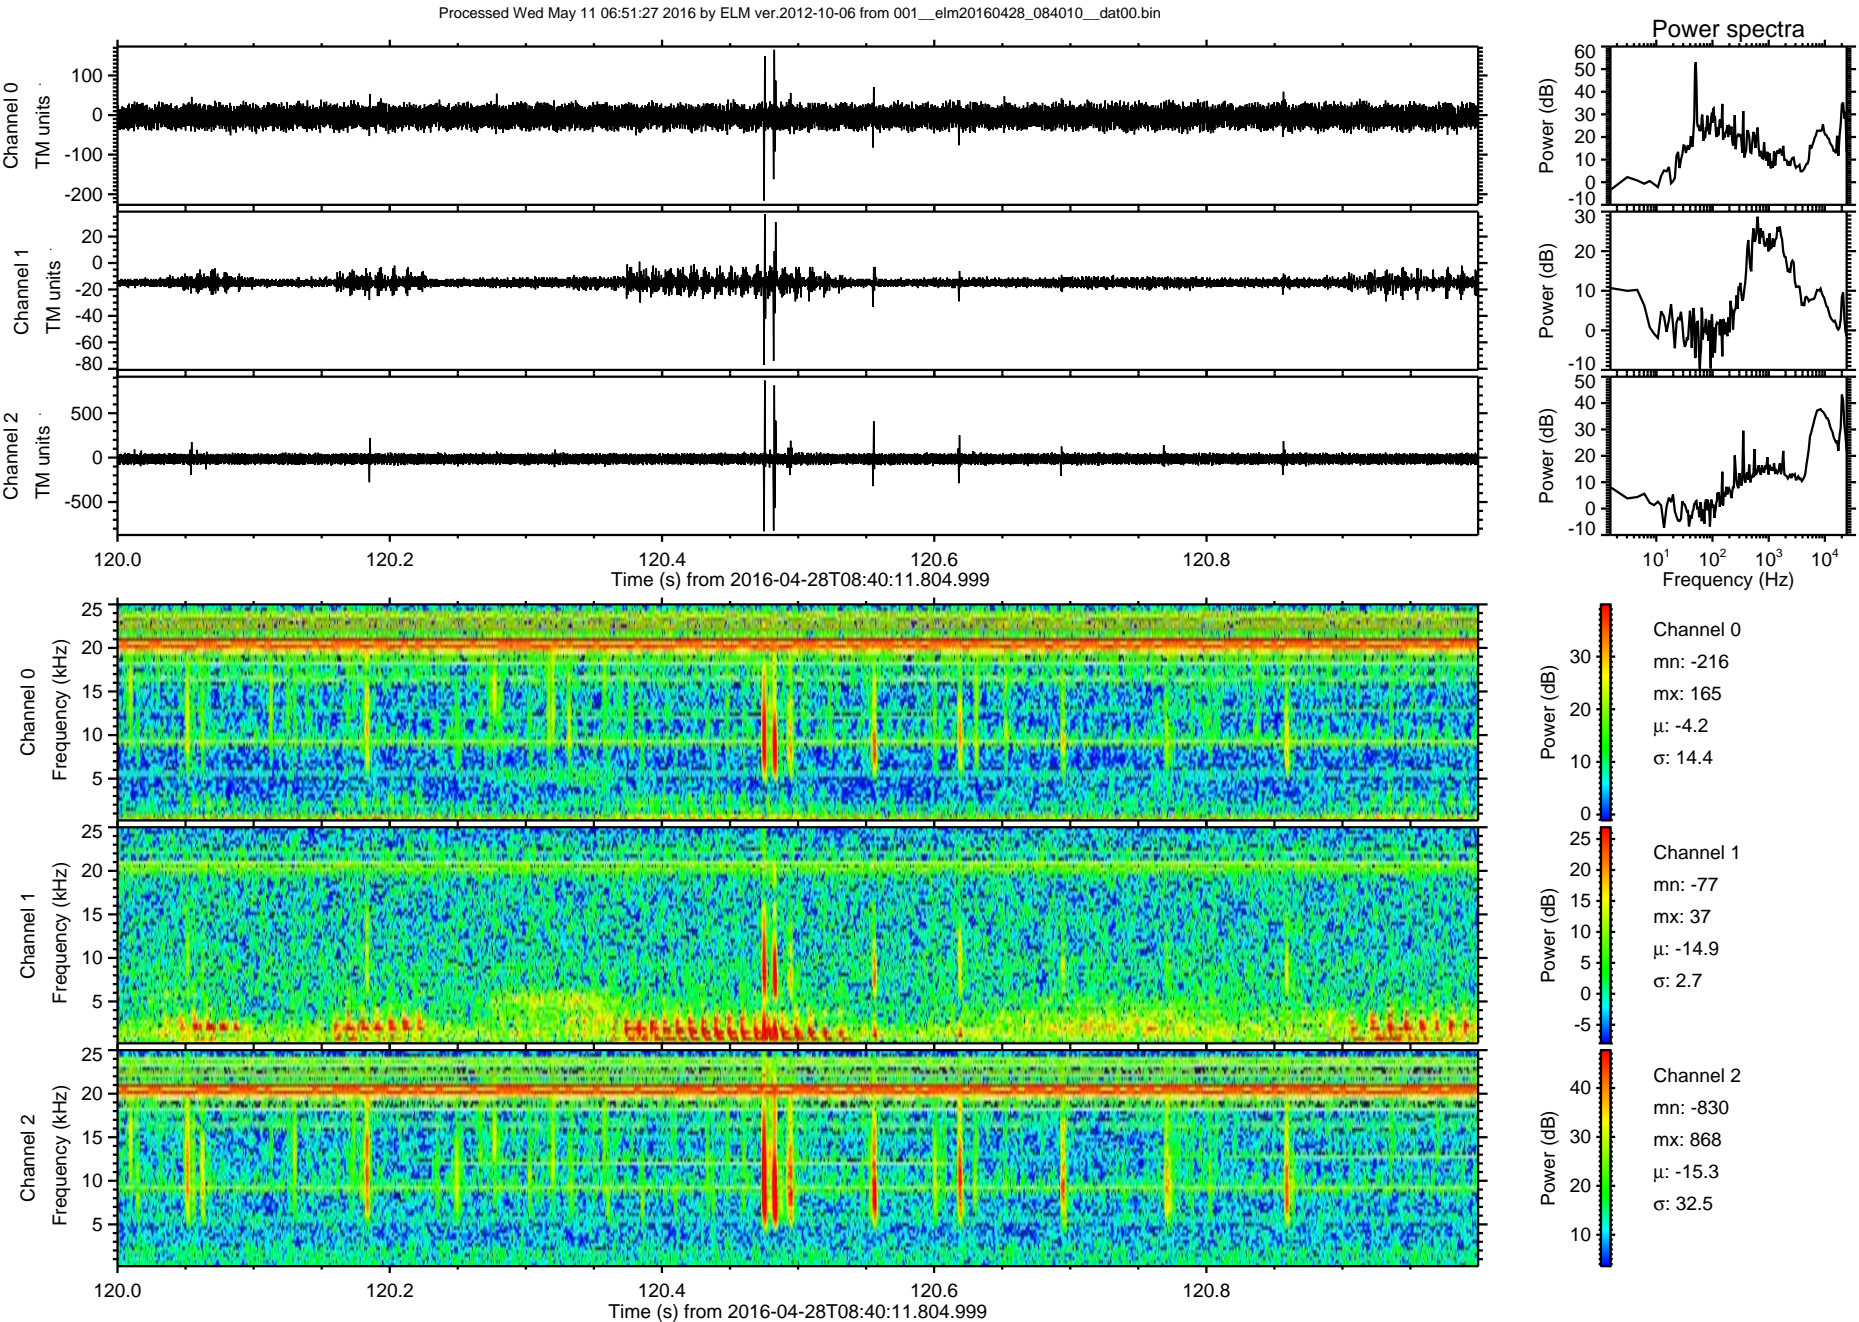 Processed Wed May 11 06:51:27 2016 by ELM ver.2012-10-06 from 001__elm20160428_084010__dat00.bin
Power spectra
Channel 0
TM units
100
0
-100
-200
Power (dB)
60
50
40
30
20
10
0
-10
Channel 1
TM units
20
0
-20
-40
-60
-80
Power (dB)
30
20
10
0
-10
Channel 2
TM units
500
0
-500
Power (dB)
50
40
30
20
10
0
-10
120.0 120.2 120.4 120.6 120.8
Time (s) from 2016-04-28T08:40:11.804.999
10^1 10^2 10^3 10^4
Frequency (Hz)
Channel 0
Frequency (kHz)
25
20
15
10
5
Power (dB)
30
20
10
0
Channel 0
mn: -216
mx: 165
μ: -4.2
σ: 14.4
Channel 1
Frequency (kHz)
25
20
15
10
5
Power (dB)
25
20
15
10
5
0
-5
Channel 1
mn: -77
mx: 37
μ: -14.9
σ: 2.7
Channel 2
Frequency (kHz)
25
20
15
10
5
Power (dB)
40
30
20
10
Channel 2
mn: -830
mx: 868
μ: -15.3
σ: 32.5
120.0 120.2 120.4 120.6 120.8
Time (s) from 2016-04-28T08:40:11.804.999